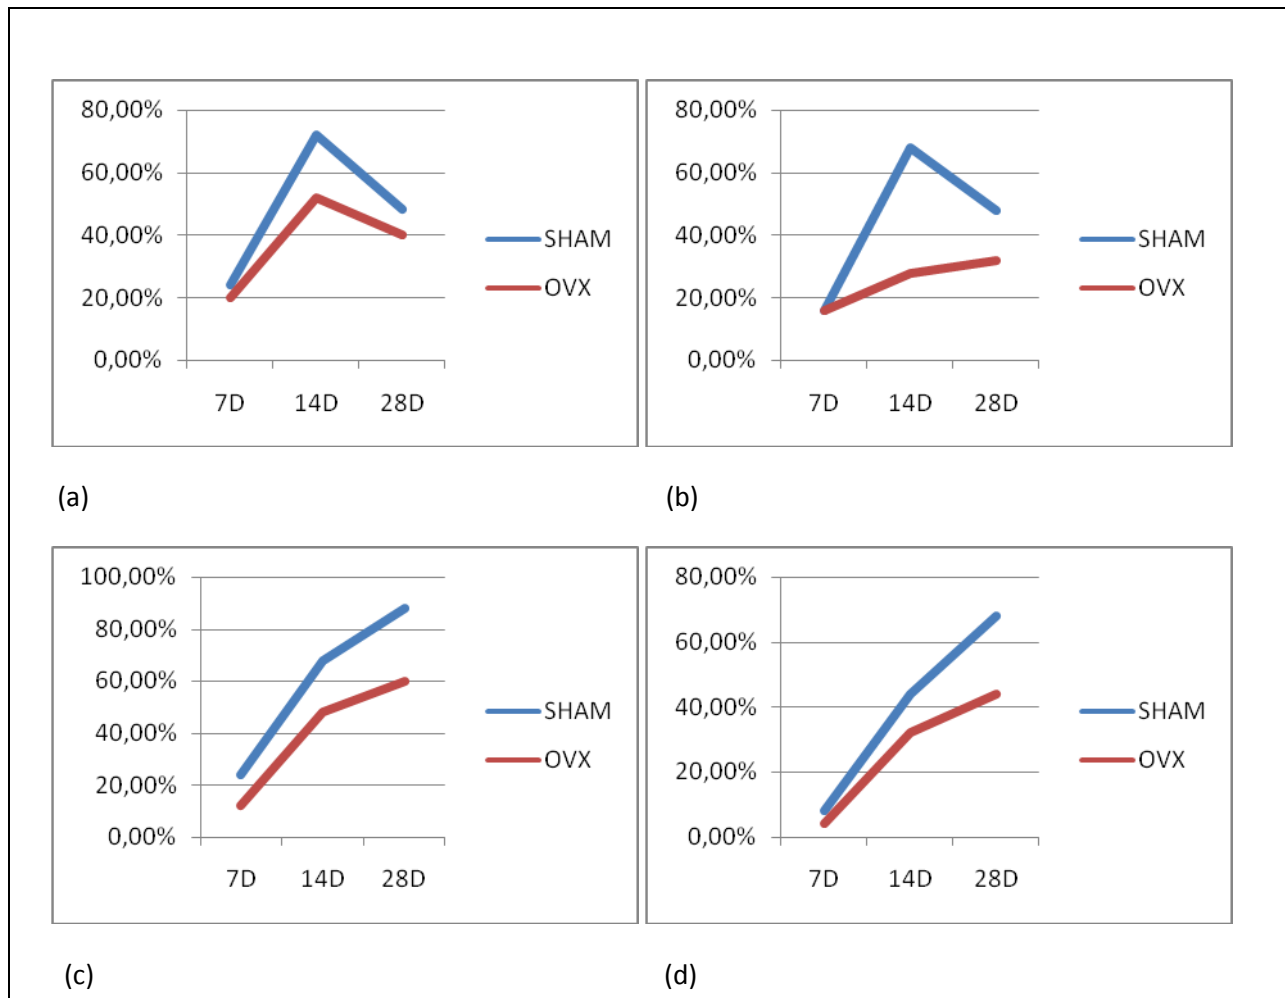 80,00%
60,00%
40,00%
20,00%
0,00%
7D 14D 28D
SHAM
OVX
(a)
80,00%
60,00%
40,00%
20,00%
0,00%
7D 14D 28D
SHAM
OVX
(b)
100,00%
80,00%
60,00%
40,00%
20,00%
0,00%
7D 14D 28D
SHAM
OVX
(c)
80,00%
60,00%
40,00%
20,00%
0,00%
7D 14D 28D
SHAM
OVX
(d)